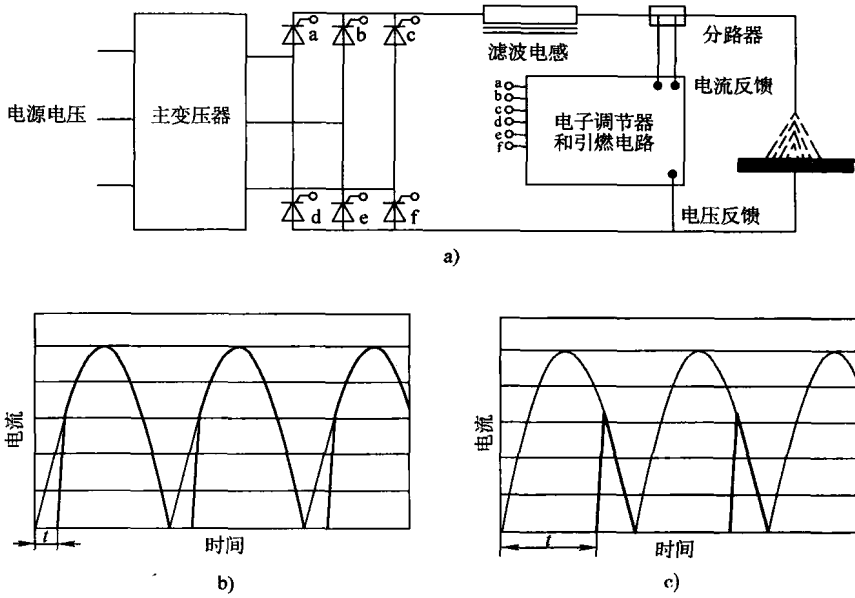 a
b
c
滤波电感
分路器
电源电压
主变压器
a
b
c
d
e
f
电子调节器
和引燃电路
电流反馈
d
e
f
电压反馈
a)
电流
t
时间
b)
电流
t
时间
c)